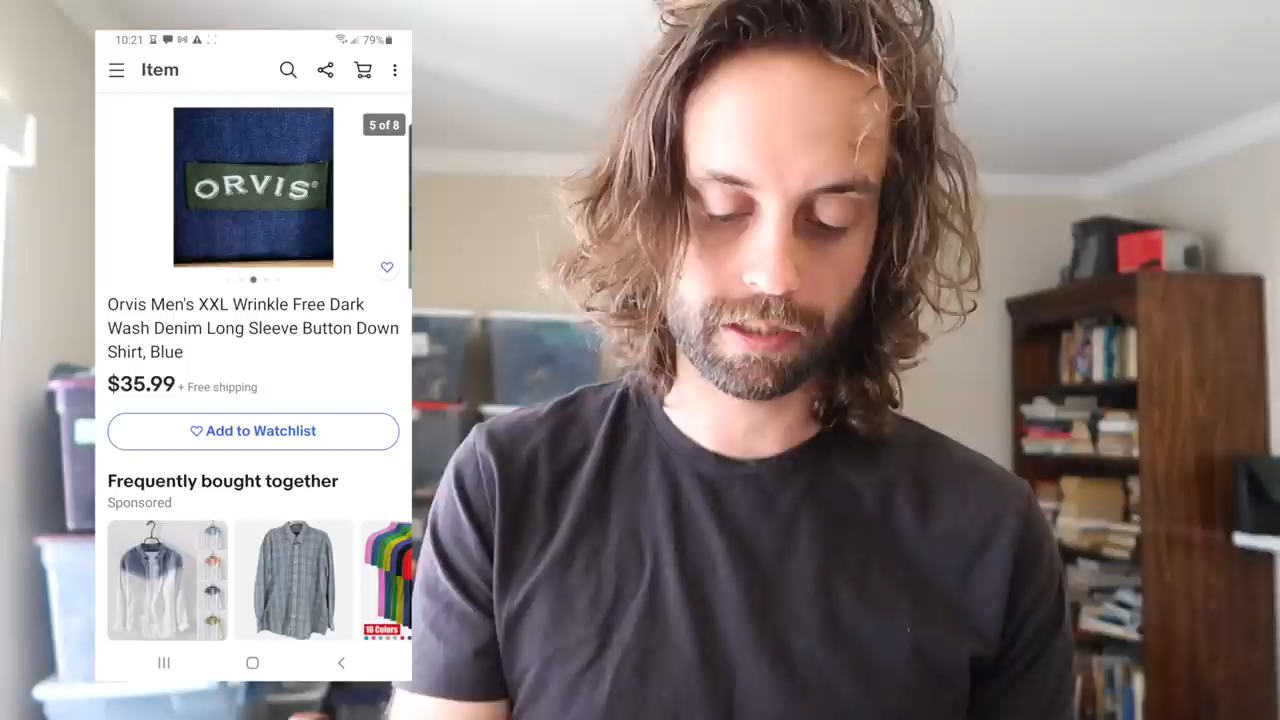 10:21
79%
Item
5 of 8
ORVIS®
Orvis Men's XXL Wrinkle Free Dark
Wash Denim Long Sleeve Button Down
Shirt, Blue
$35.99 + Free shipping
Add to Watchlist
Frequently bought together
Sponsored
16 Colors